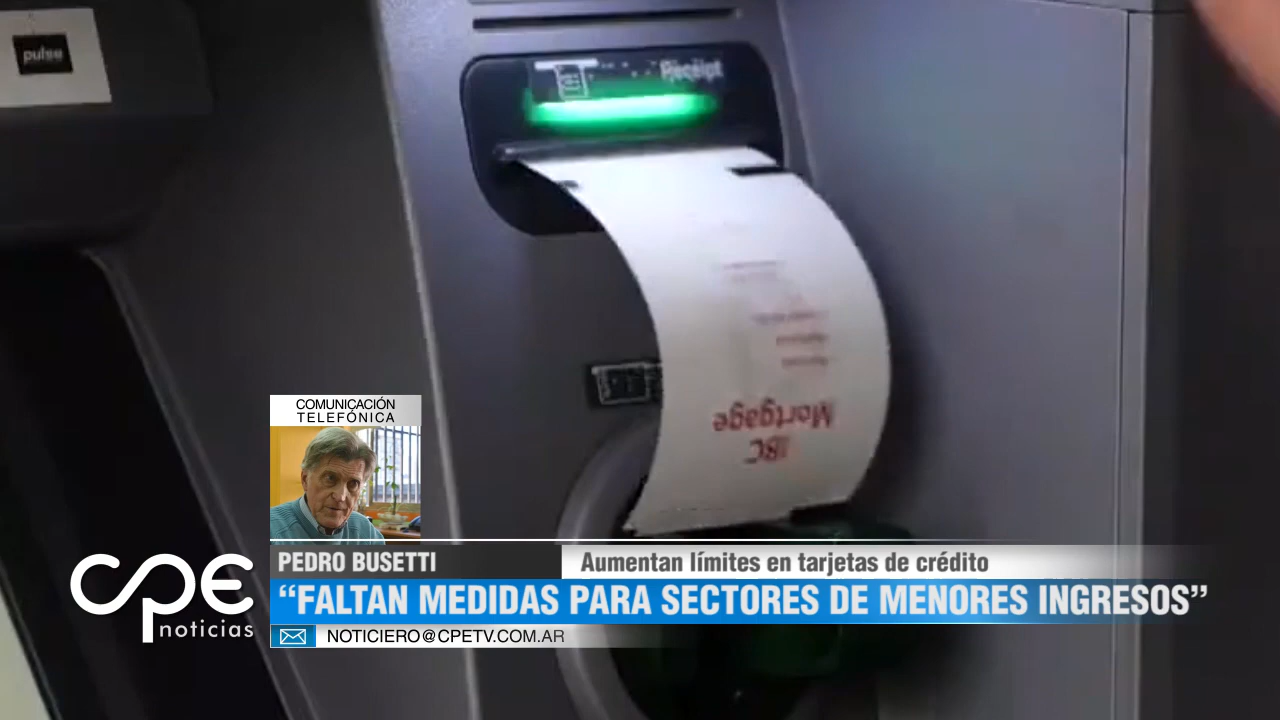 pulse
Receipt
Mortgage
IBC
COMUNICACIÓN
TELEFÓNICA
PEDRO BUSETTI
Aumentan límites en tarjetas de crédito
“FALTAN MEDIDAS PARA SECTORES DE MENORES INGRESOS”
cpe
noticias
NOTICIERO@CPETV.COM.AR